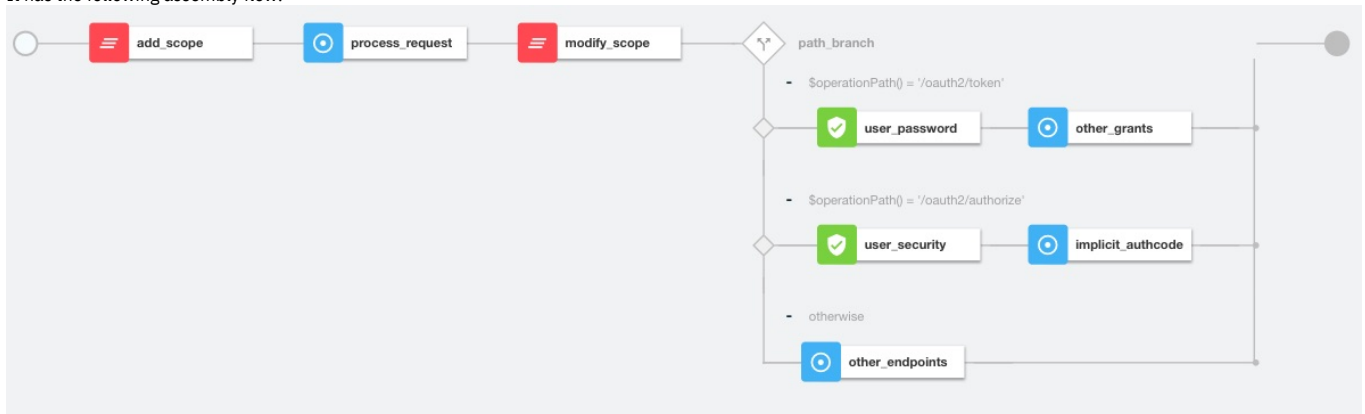 add_scope
process_request
modify_scope
path_branch
- $operationPath() = '/oauth2/token'
user_password
other_grants
- $operationPath() = '/oauth2/authorize'
user_security
implicit_authcode
- otherwise
other_endpoints